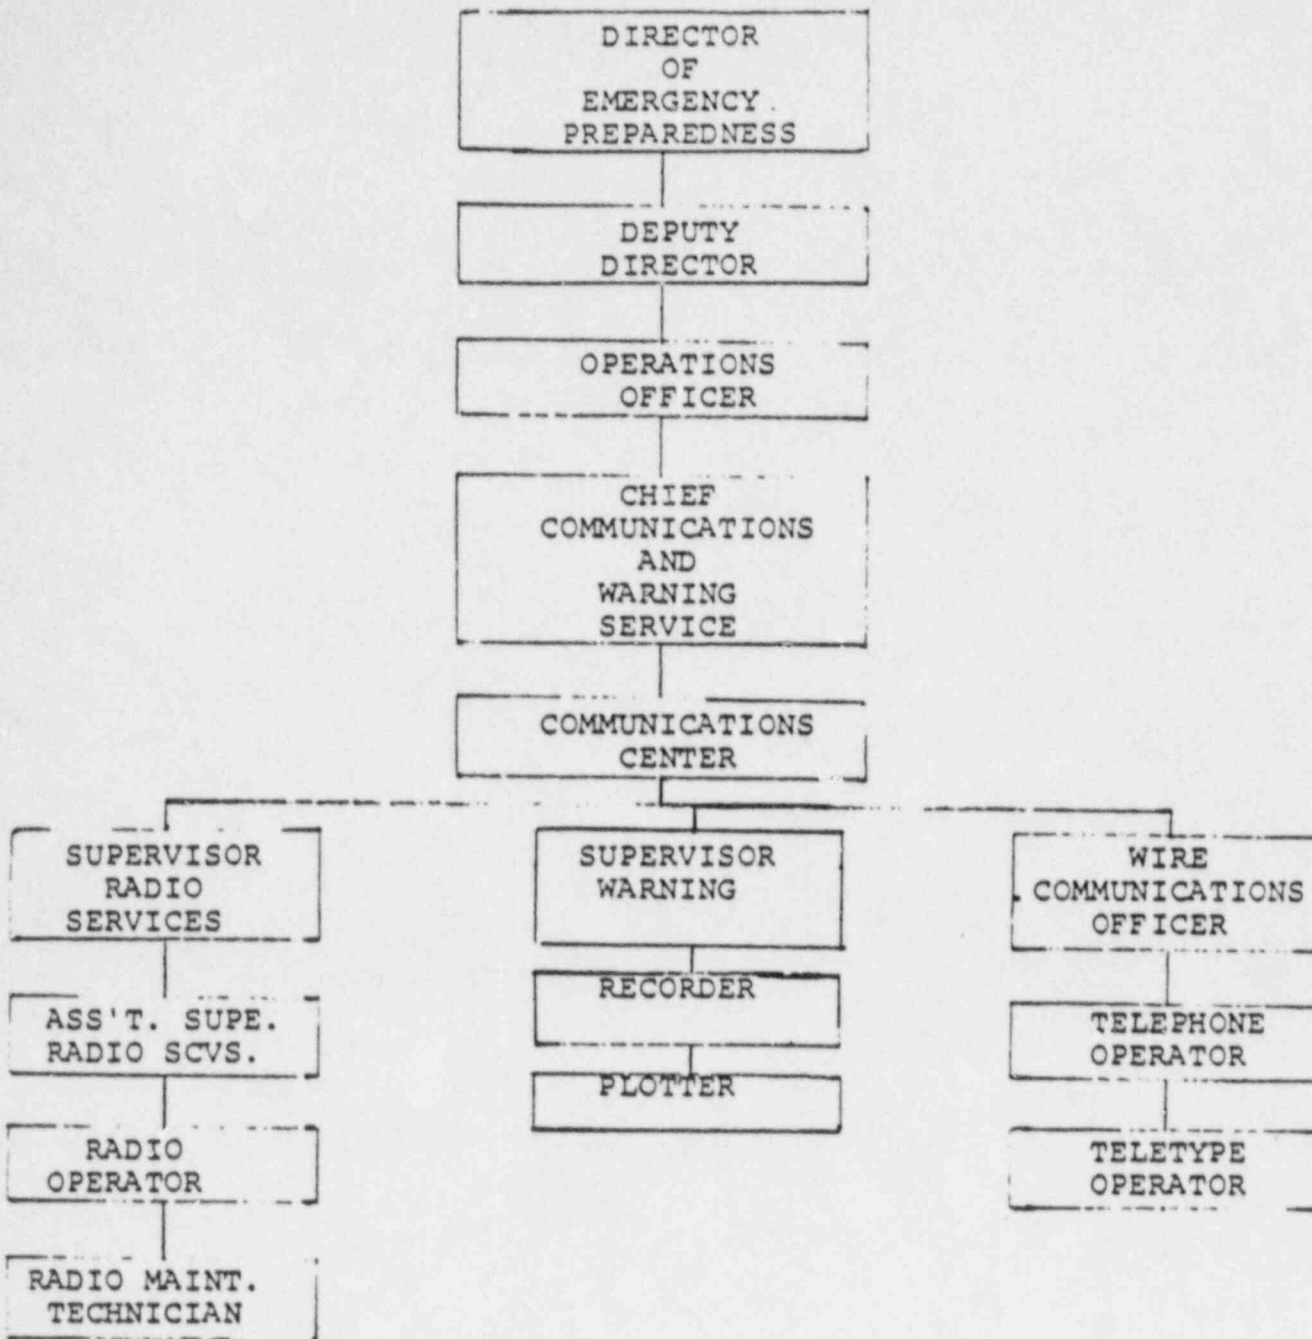 DIRECTOR
OF
EMERGENCY
PREPAREDNESS
DEPUTY
DIRECTOR
OPERATIONS
OFFICER
CHIEF
COMMUNICATIONS
AND
WARNING
SERVICE
COMMUNICATIONS
CENTER
SUPERVISOR
RADIO
SERVICES
ASS'T. SUPE.
RADIO SCVS.
RADIO
OPERATOR
RADIO MAINT.
TECHNICIAN
SUPERVISOR
WARNING
RECORDER
PLOTTER
WIRE
COMMUNICATIONS
OFFICER
TELEPHONE
OPERATOR
TELETYPE
OPERATOR